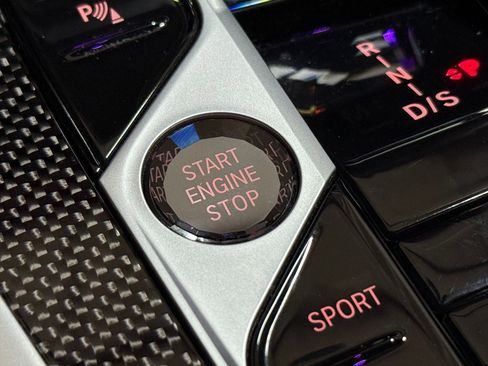 P
R
N
D/S
START
ENGINE
STOP
SPORT